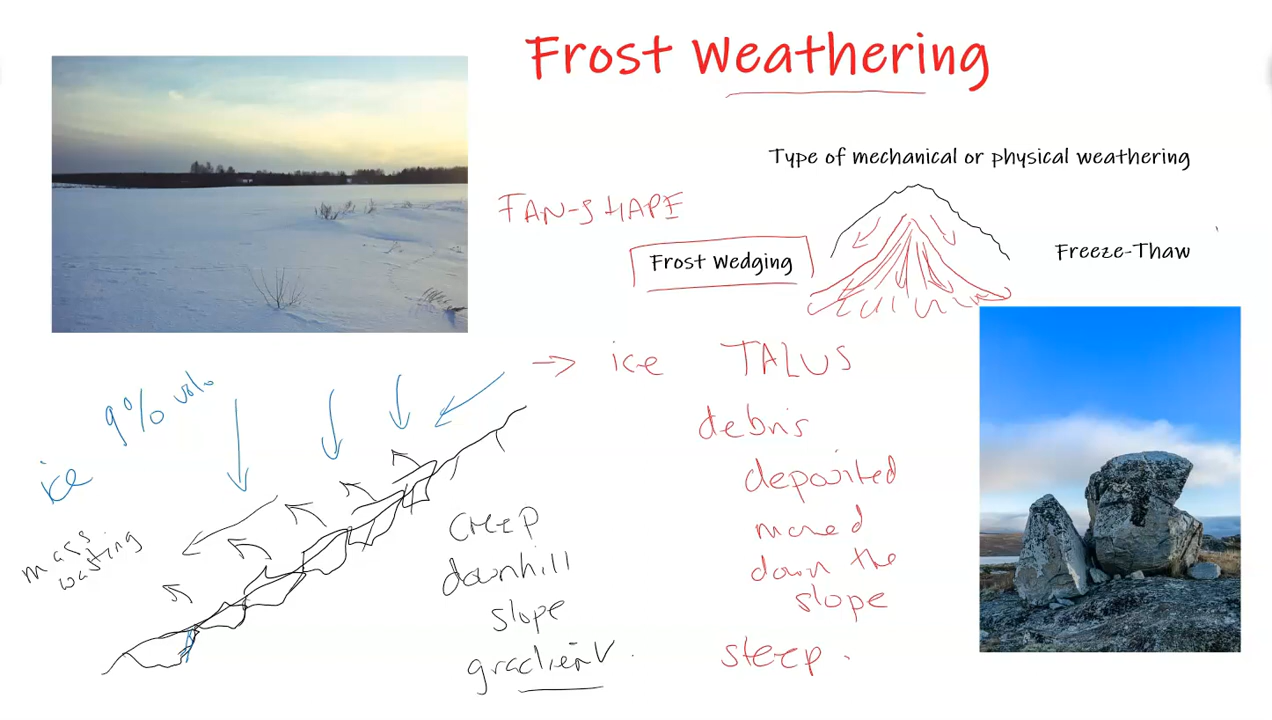 Frost Weathering
Type of mechanical or physical weathering
FAN-SHAPE
Frost Wedging
Freeze-Thaw
→ ice TALUS
debris
deposited
moved
down the
slope
steep.
ice 9% vol.
mass
wasting
creep
downhill
slope
gradient.